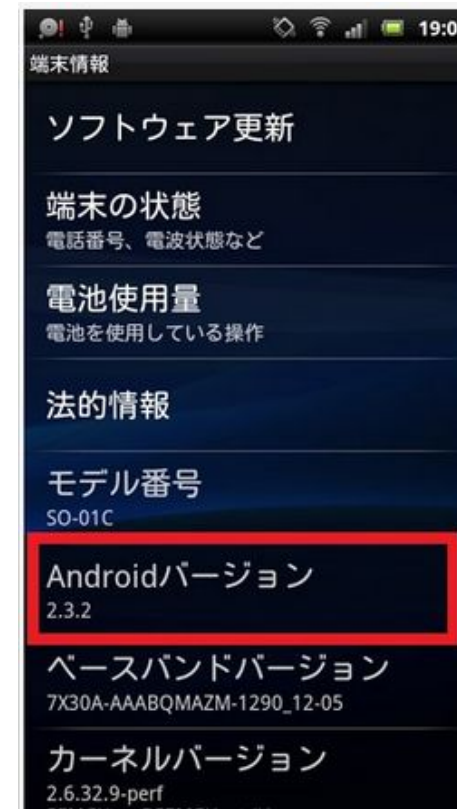 19:0
端末情報
ソフトウェア更新
端末の状態
電話番号、電波状態など
電池使用量
電池を使用している操作
法的情報
モデル番号
SO-01C
Androidバージョン
2.3.2
ベースバンドバージョン
7X30A-AAABQMAZM-1290_12-05
カーネルバージョン
2.6.32.9-perf